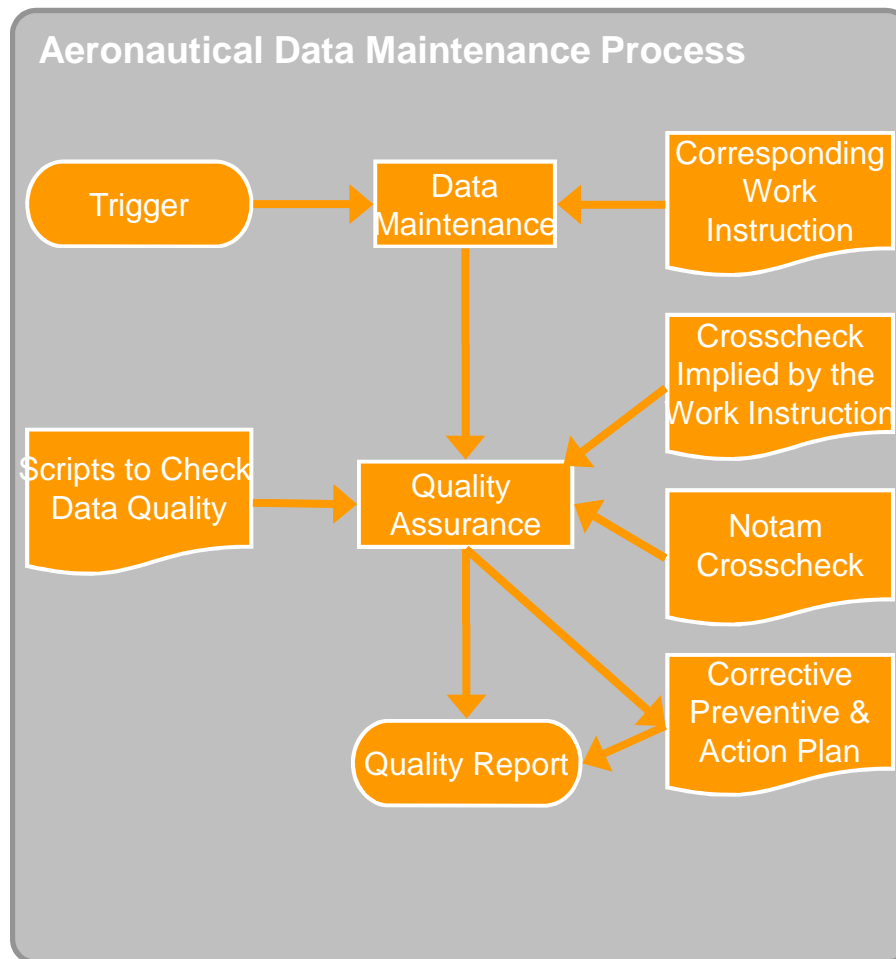 Aeronautical Data Maintenance Process
Trigger
Data
Maintenance
Corresponding
Work
Instruction
Crosscheck
Implied by the
Work Instruction
Scripts to Check
Data Quality
Quality
Assurance
Notam
Crosscheck
Corrective
Preventive &
Action Plan
Quality Report